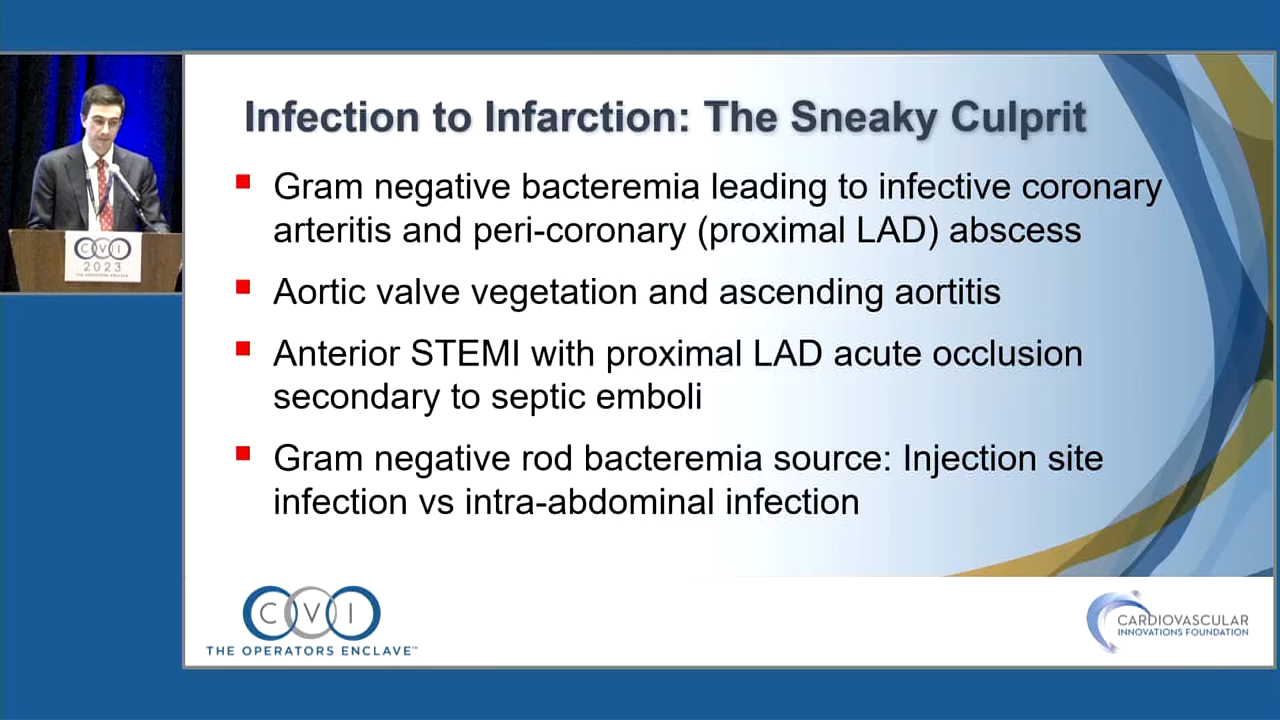 Infection to Infarction: The Sneaky Culprit
Gram negative bacteremia leading to infective coronary
arteritis and peri-coronary (proximal LAD) abscess
Aortic valve vegetation and ascending aortitis
Anterior STEMI with proximal LAD acute occlusion
secondary to septic emboli
Gram negative rod bacteremia source: Injection site
infection vs intra-abdominal infection
CVI
2023
THE OPERATORS ENCLAVE
CVI
THE OPERATORS ENCLAVE™
CARDIOVASCULAR
INNOVATIONS FOUNDATION